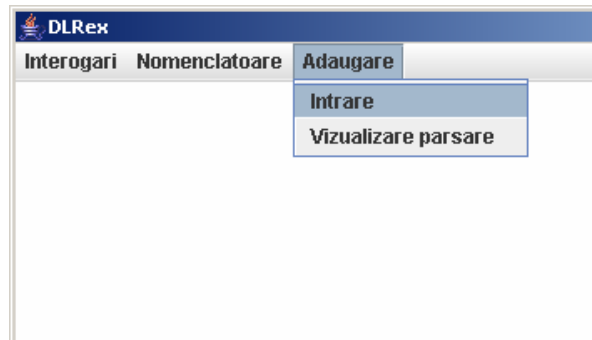 DLRex
Interogari Nomenclatoare Adaugare
Intrare
Vizualizare parsare